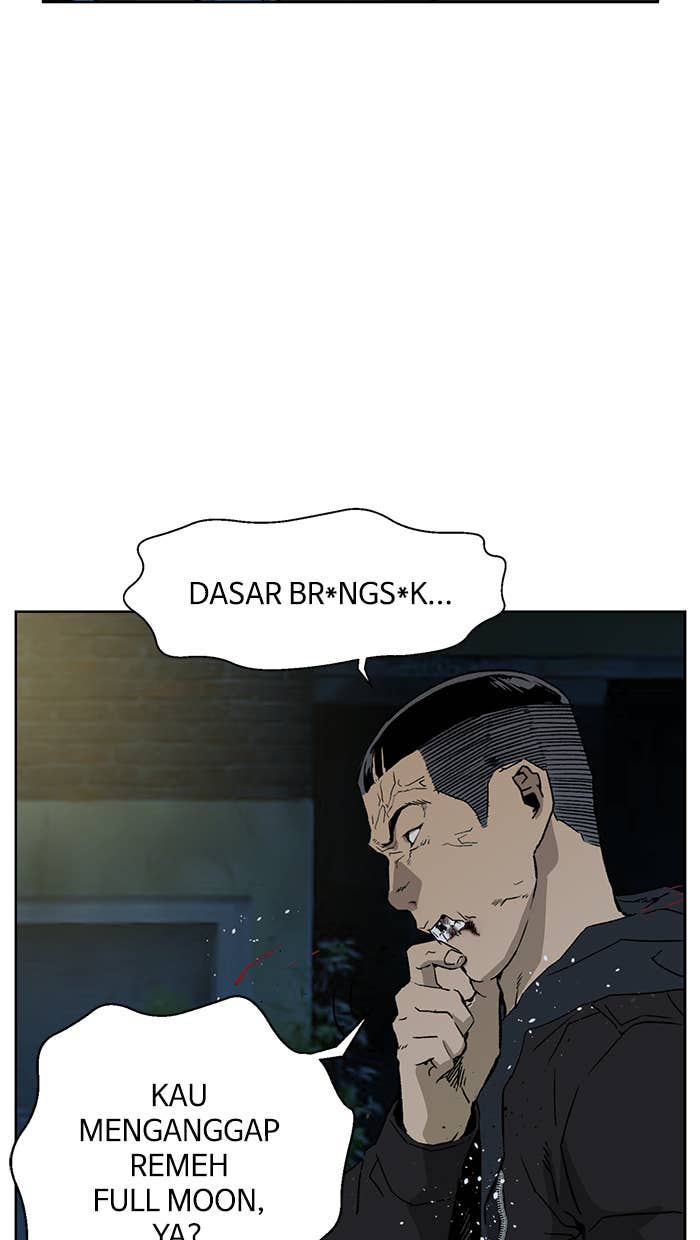 DASAR BR*NGS*K...
KAU
MENGANGGAP
REMEH
FULL MOON,
YA?